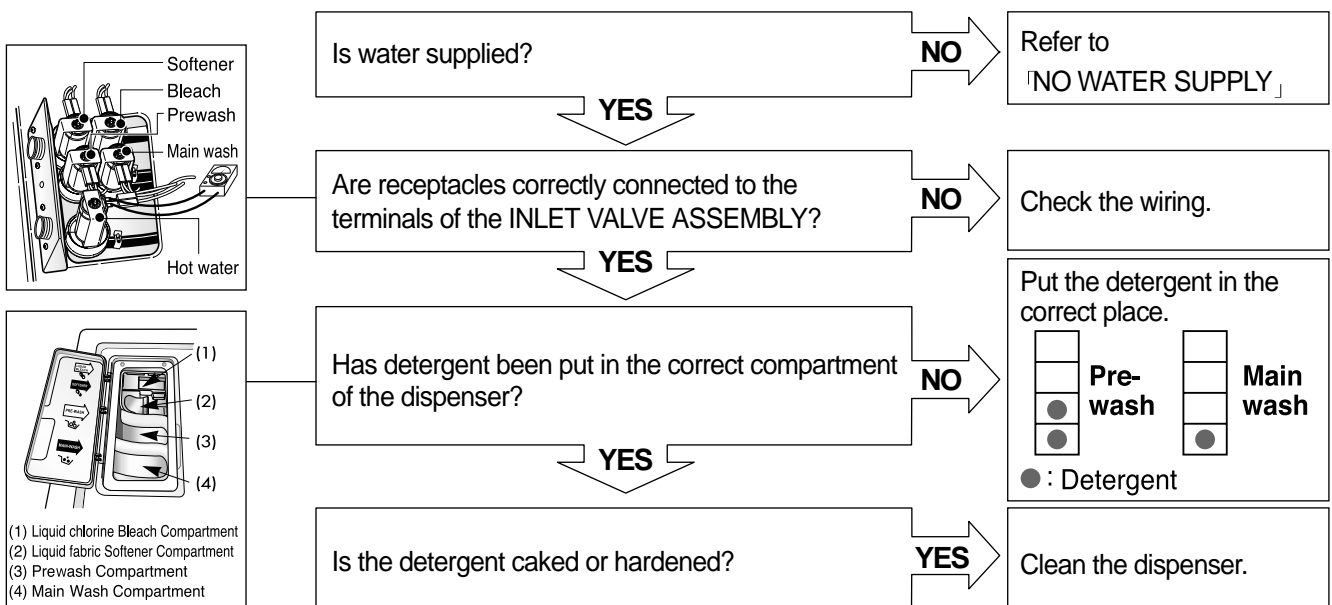 Softener
Bleach
Prewash
Main wash
Hot water
Is water supplied?
NO
Refer to
「NO WATER SUPPLY」
YES
Are receptacles correctly connected to the
terminals of the INLET VALVE ASSEMBLY?
NO
Check the wiring.
YES
(1)
(2)
(3)
(4)
PRE-WASH
MAIN WASH
(1) Liquid chlorine Bleach Compartment
(2) Liquid fabric Softener Compartment
(3) Prewash Compartment
(4) Main Wash Compartment
Has detergent been put in the correct compartment
of the dispenser?
NO
Put the detergent in the
correct place.
Pre-
wash
Main
wash
● : Detergent
YES
Is the detergent caked or hardened?
YES
Clean the dispenser.